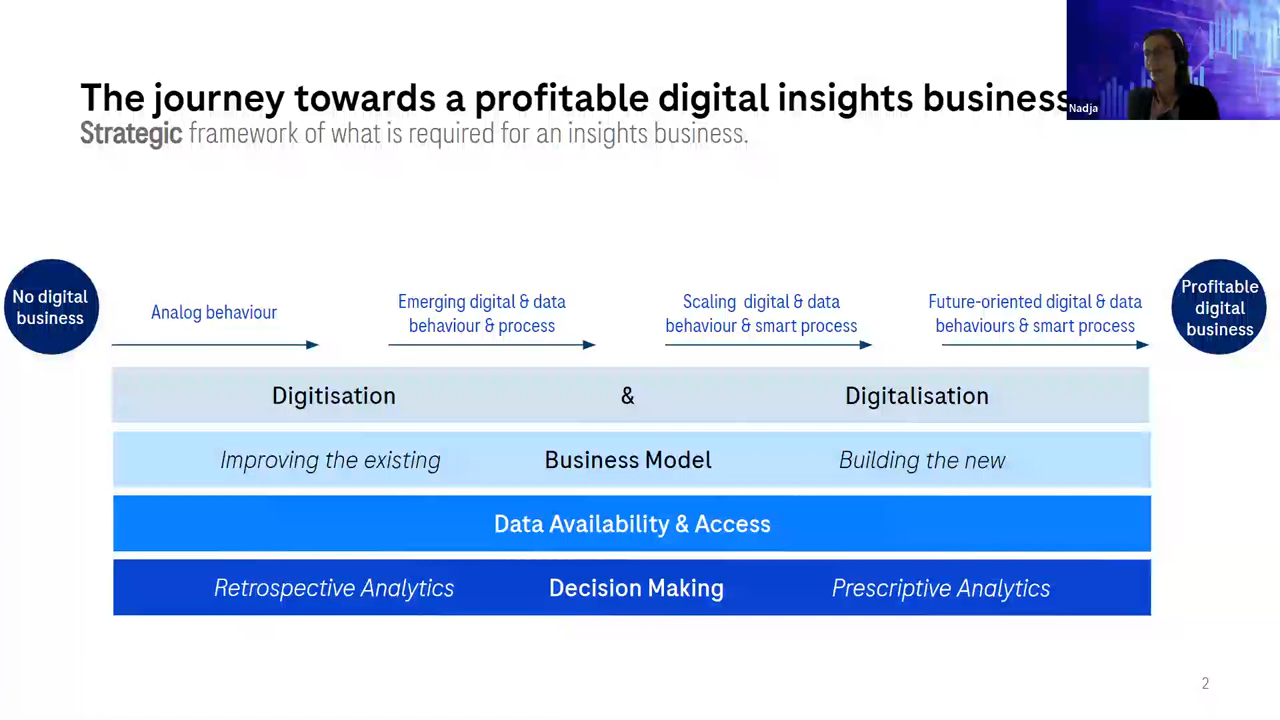 The journey towards a profitable digital insights business
Strategic framework of what is required for an insights business.
Nadja
No digital
business
Analog behaviour
Emerging digital & data
behaviour & process
Scaling digital & data
behaviour & smart process
Future-oriented digital & data
behaviours & smart process
Profitable
digital
business
Digitisation & Digitalisation
Improving the existing Business Model Building the new
Data Availability & Access
Retrospective Analytics Decision Making Prescriptive Analytics
2